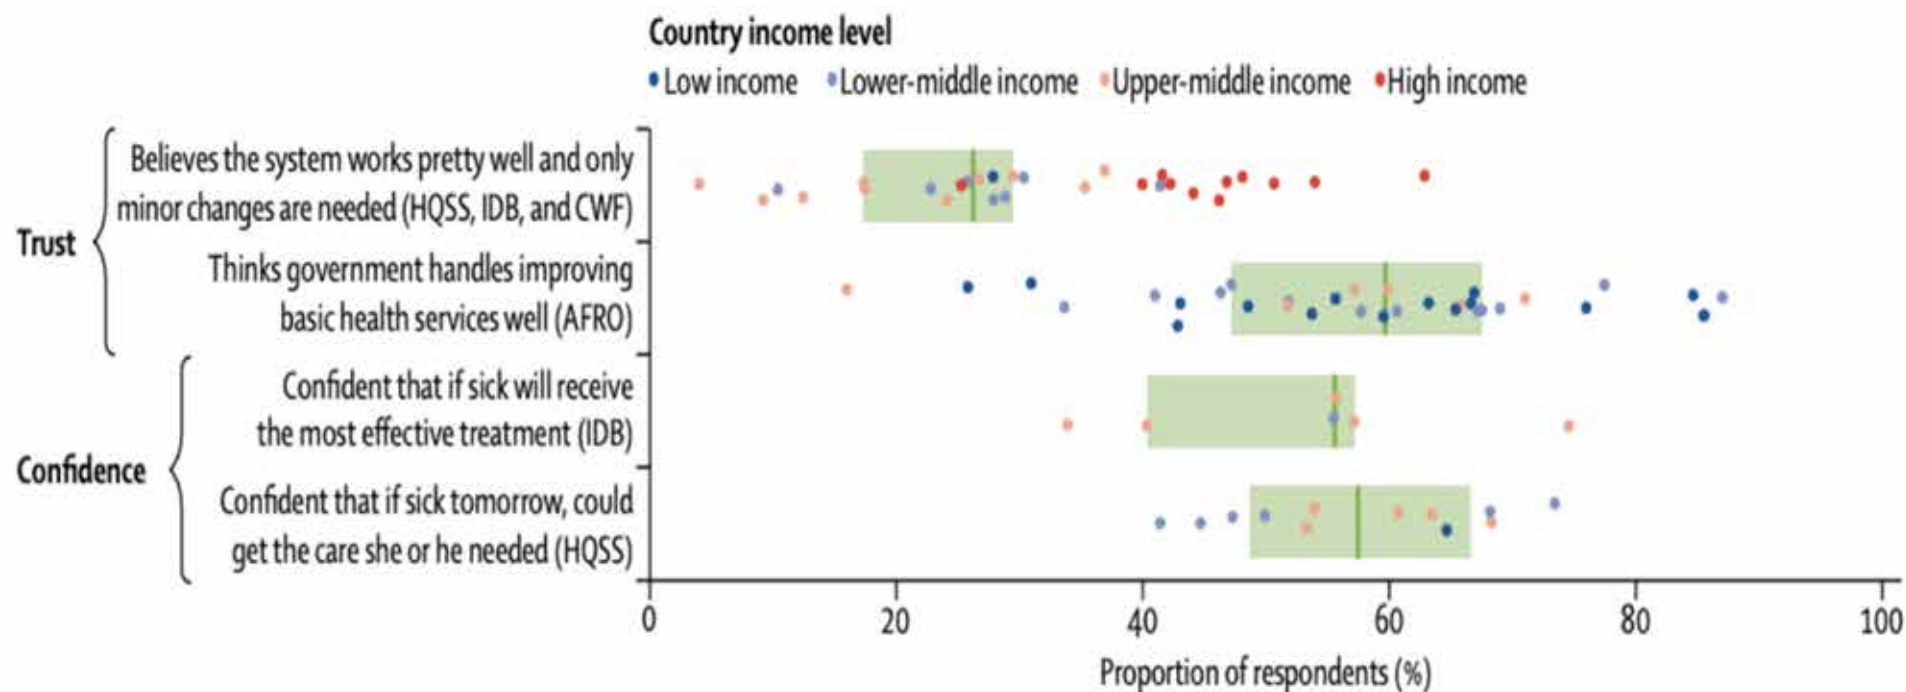 Country income level
Low income Lower-middle income Upper-middle income High income
Believes the system works pretty well and only
minor changes are needed (HQSS, IDB, and CWF)
Trust
Thinks government handles improving
basic health services well (AFRO)
Confident that if sick will receive
the most effective treatment (IDB)
Confidence
Confident that if sick tomorrow, could
get the care she or he needed (HQSS)
0 20 40 60 80 100
Proportion of respondents (%)